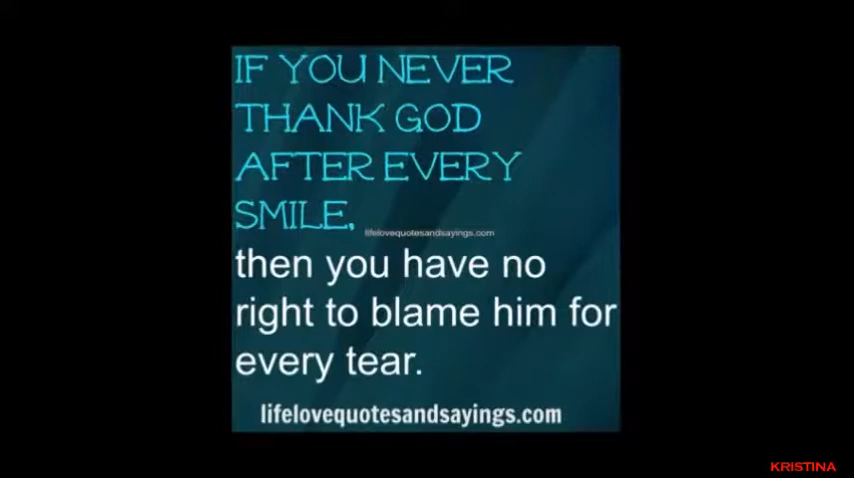 IF YOU NEVER
THANK GOD
AFTER EVERY
SMILE,
lifelovequotesandsayings.com
then you have no
right to blame him for
every tear.
lifelovequotesandsayings.com
KRISTINA